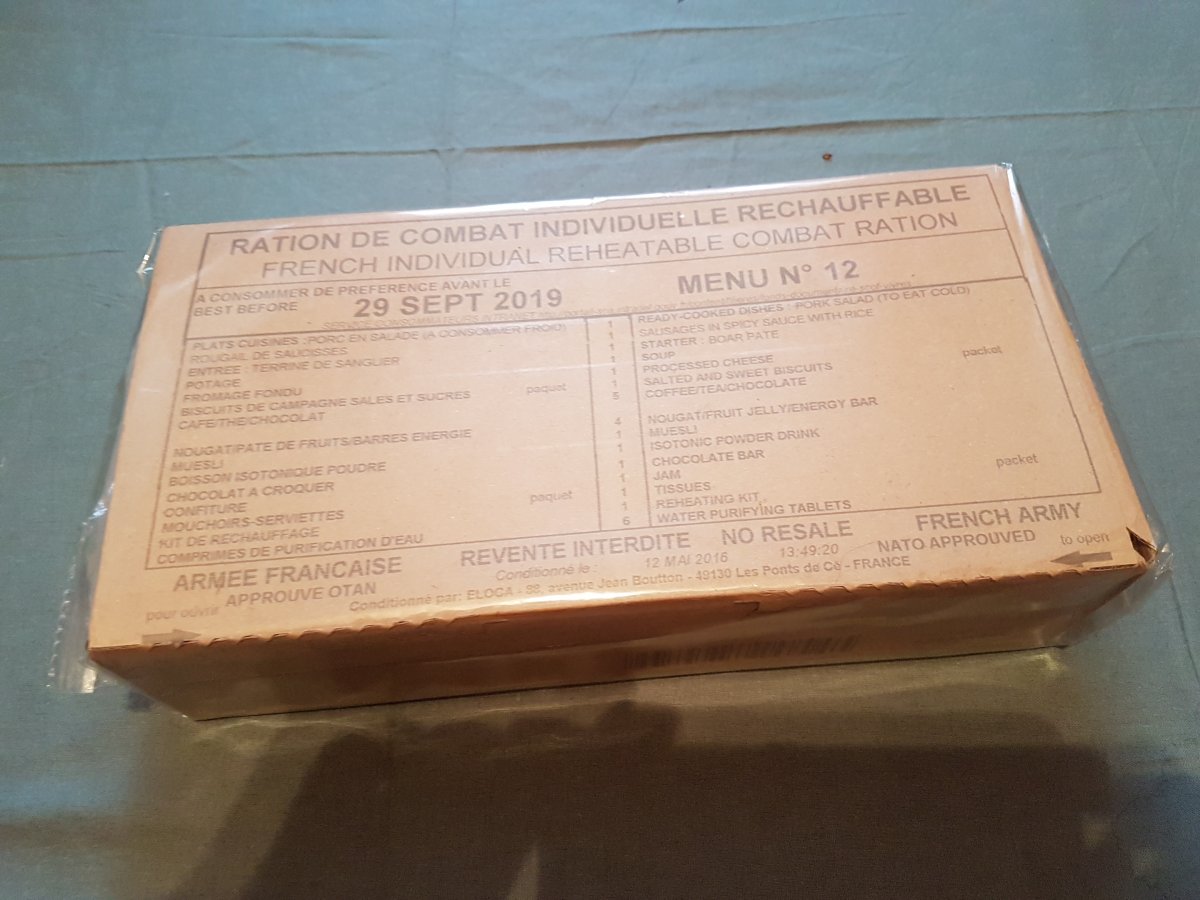 RATION DE COMBAT INDIVIDUELLE RECHAUFFABLE
FRENCH INDIVIDUAL REHEATABLE COMBAT RATION
A CONSOMMER DE PREFERENCE AVANT LE
BEST BEFORE 29 SEPT 2019
MENU N° 12
SERVICE CONSOMMATEURS INTRANET
PLATS CUISINES : PORC EN SALADE (A CONSOMMER FROID) 1 READY-COOKED DISHES : PORK SALAD (TO EAT COLD)
ROUGAIL DE SAUCISSES 1 SAUSAGES IN SPICY SAUCE WITH RICE
ENTREE : TERRINE DE SANGLIER 1 STARTER : BOAR PATE
POTAGE 1 SOUP
FROMAGE FONDU 1 PROCESSED CHEESE
BISCUITS DE CAMPAGNE SALES ET SUCRES paquet 1 SALTED AND SWEET BISCUITS packet
CAFE/THE/CHOCOLAT 5 COFFEE/TEA/CHOCOLATE
NOUGAT/PATE DE FRUITS/BARRES ENERGIE 4 NOUGAT/FRUIT JELLY/ENERGY BAR
MUESLI 1 MUESLI
BOISSON ISOTONIQUE POUDRE 1 ISOTONIC POWDER DRINK
CHOCOLAT A CROQUER 1 CHOCOLATE BAR
CONFITURE 1 JAM
MOUCHOIRS-SERVIETTES paquet 1 TISSUES packet
KIT DE RECHAUFFAGE 1 REHEATING KIT
COMPRIMES DE PURIFICATION D'EAU 6 WATER PURIFYING TABLETS
ARMEE FRANCAISE REVENTE INTERDITE NO RESALE FRENCH ARMY
APPROUVE OTAN Conditionné le : 12 MAI 2016 13:49:20 NATO APPROUVED
pour ouvrir Conditionné par: ELOCA - 98, avenue Jean Boutton - 49130 Les Ponts de Cé - FRANCE to open